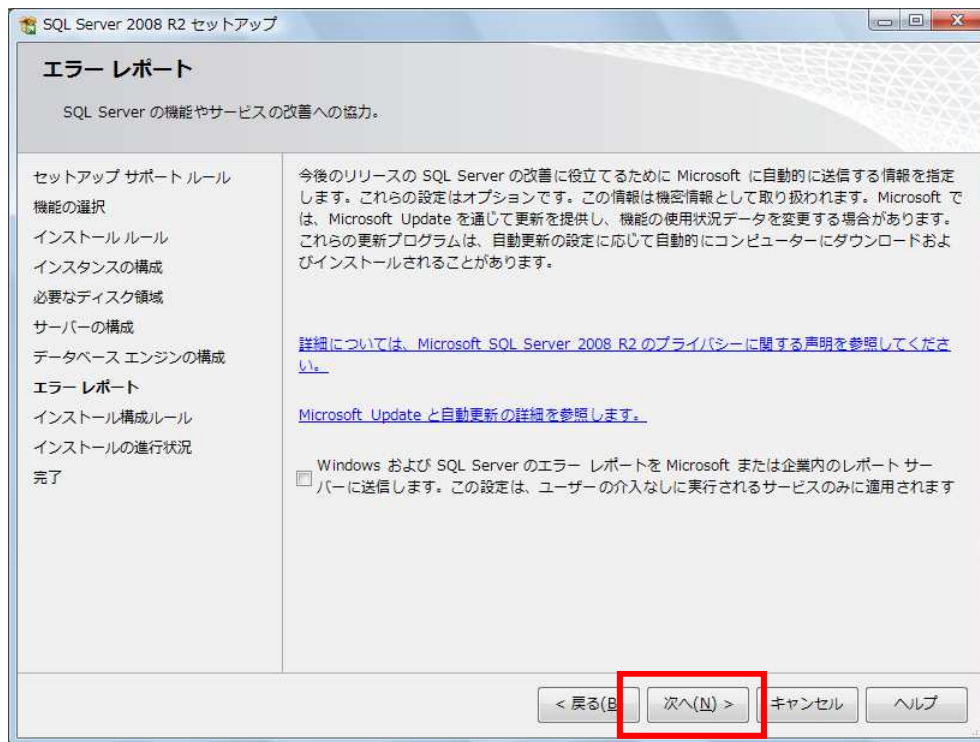 SQL Server 2008 R2 セットアップ
エラー レポート
SQL Server の機能やサービスの改善への協力。
セットアップ サポート ルール
機能の選択
インストール ルール
インスタンスの構成
必要なディスク領域
サーバーの構成
データベース エンジンの構成
エラー レポート
インストール構成ルール
インストールの進行状況
完了
今後のリリースの SQL Server の改善に役立てるために Microsoft に自動的に送信する情報を指定
します。これらの設定はオプションです。この情報は機密情報として取り扱われます。Microsoft で
は、Microsoft Update を通じて更新を提供し、機能の使用状況データを変更する場合があります。
これらの更新プログラムは、自動更新の設定に応じて自動的にコンピューターにダウンロードおよ
びインストールされることがあります。
詳細については、Microsoft SQL Server 2008 R2 のプライバシーに関する声明を参照してくださ
い。
Microsoft Update と自動更新の詳細を参照します。
Windows および SQL Server のエラー レポートを Microsoft または企業内のレポート サー
バーに送信します。この設定は、ユーザーの介入なしに実行されるサービスのみに適用されます
< 戻る(B
次へ(N) >
キャンセル
ヘルプ